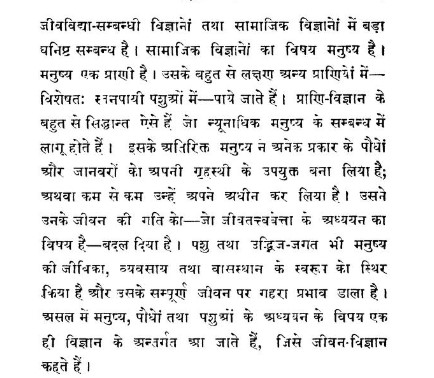 जीवविद्या-सम्बन्धी विज्ञानों तथा सामाजिक विज्ञानों में बड़ा
घनिष्ट सम्बन्ध है। सामाजिक विज्ञानों का विषय मनुष्य है।
मनुष्य एक प्राणी है। उसके बहुत से लक्षण अन्य प्राणियों में—
विशेषतः स्तनपायी पशुओं में—पाये जाते हैं। प्राणि-विज्ञान के
बहुत से सिद्धान्त ऐसे हैं जो न्यूनाधिक मनुष्य के सम्बन्ध में
लागू होते हैं। इसके अतिरिक्त मनुष्य ने अनेक प्रकार के पौधों
और जानवरों को अपनी गृहस्थी के उपयुक्त बना लिया है;
अथवा कम से कम उन्हें अपने अधीन कर लिया है। उसने
उनके जीवन की गति को—जो जीवतत्त्ववेत्ता के अध्ययन का
विषय है—बदल दिया है। पशु तथा उद्भिज-जगत भी मनुष्य
की जीविका, व्यवसाय तथा वासस्थान के स्वरूप को स्थिर
किया है और उसके सम्पूर्ण जीवन पर गहरा प्रभाव डाला है।
असल में मनुष्य, पौधों तथा पशुओं के अध्ययन के विषय एक
ही विज्ञान के अन्तर्गत आ जाते हैं, जिसे जीवन-विज्ञान
कहते हैं।